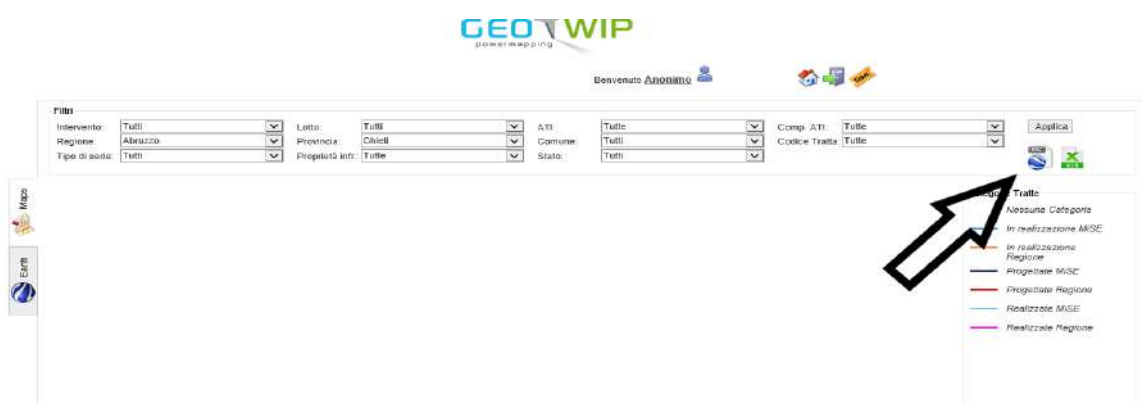 GEO WIP
powermapping
Benvenuto Anonimo
Filtri
Intervento: Tutti Lotto: Tutti ATI: Tutte Comp. ATI: Tutte Applica
Regione: Abruzzo Provincia: Chieti Comune: Tutti Codice Tratta: Tutte
Tipo di sede: Tutti Proprietà infr.: Tutte Stato: Tutti
Maps
Earth
Tratte
Nessuna Categoria
In realizzazione MiSE
In realizzazione
Regione
Progettate MiSE
Progettate Regione
Realizzate MiSE
Realizzate Regione